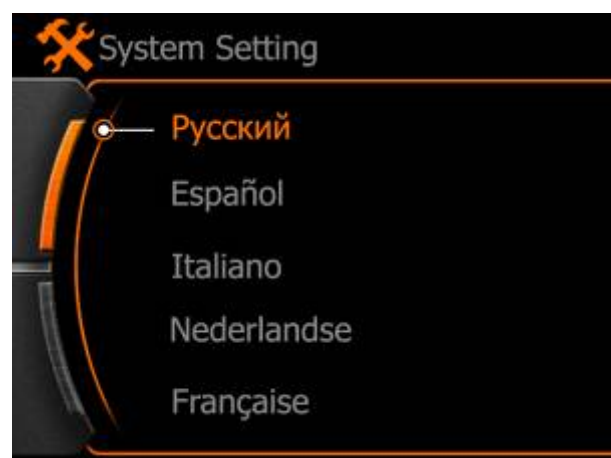 System Setting
Русский
Español
Italiano
Nederlandse
Française